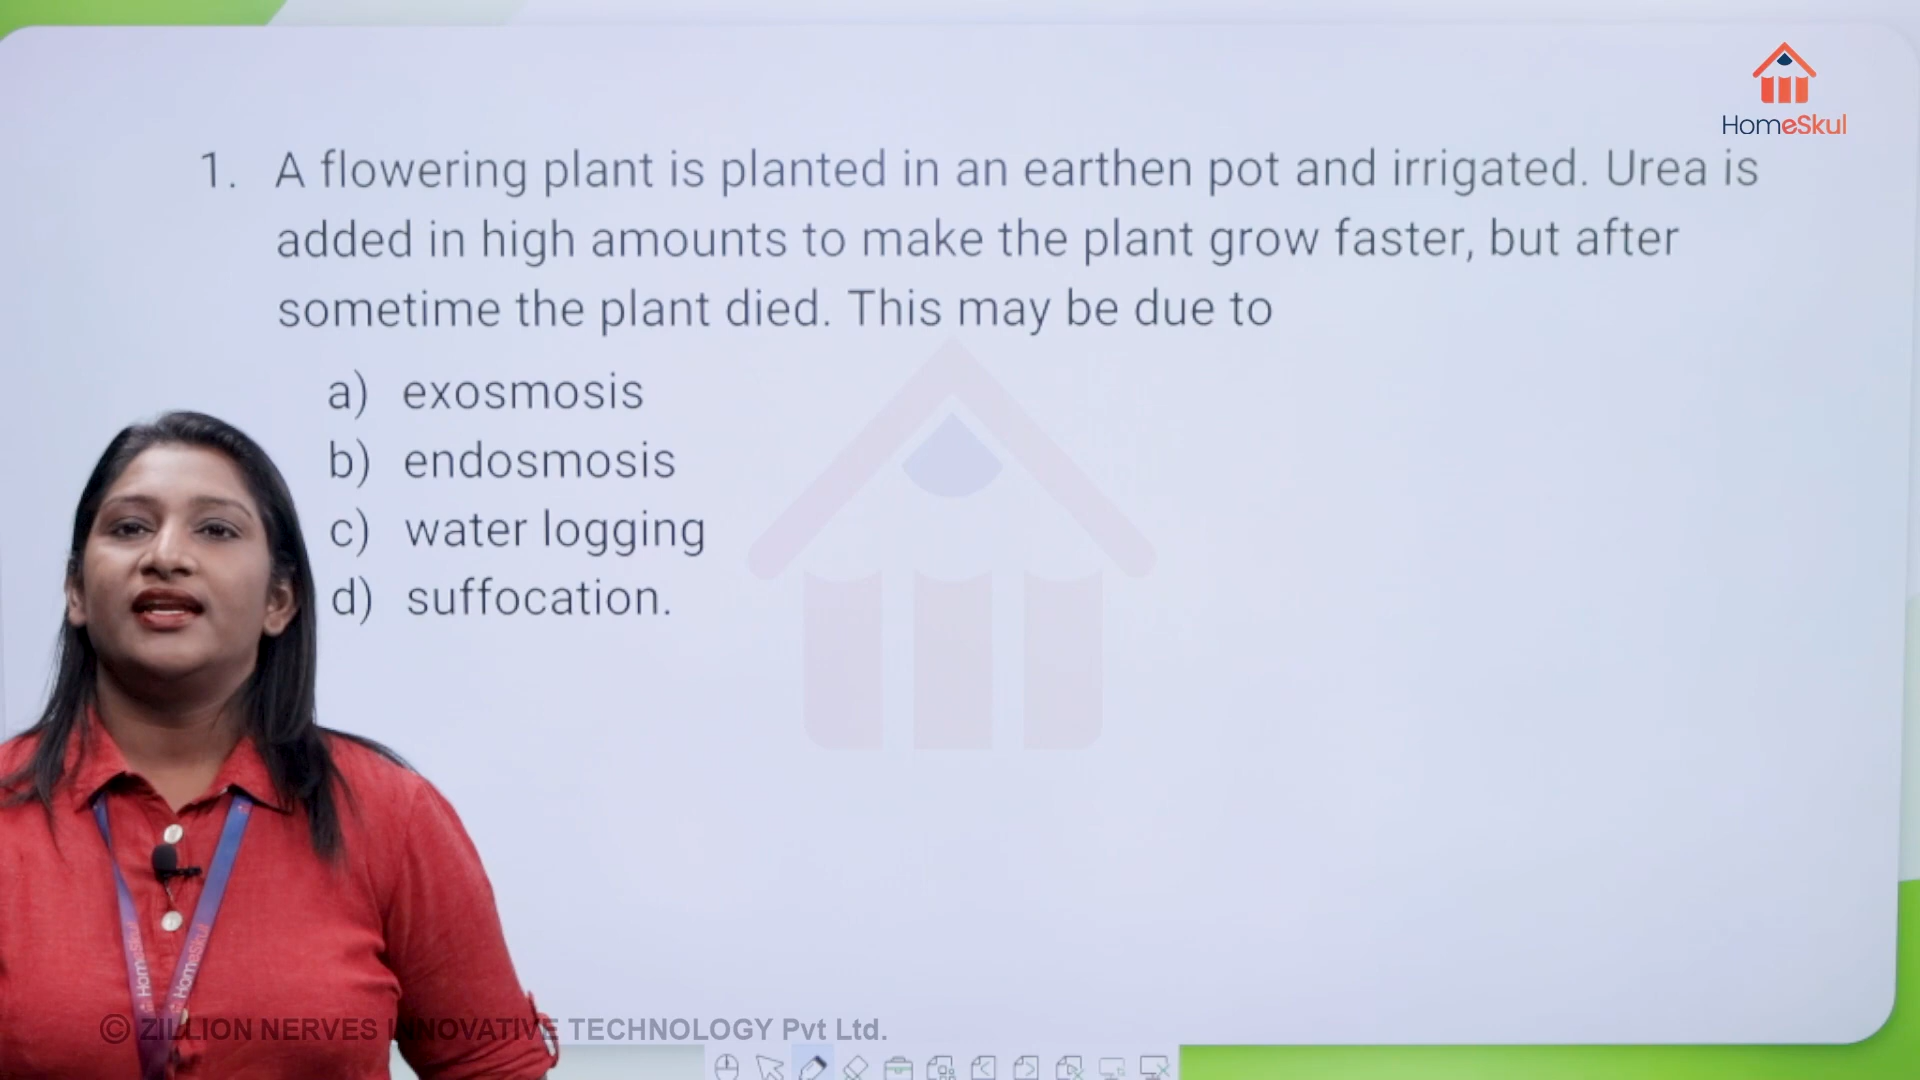 HomeSkul
1. A flowering plant is planted in an earthen pot and irrigated. Urea is
added in high amounts to make the plant grow faster, but after
sometime the plant died. This may be due to
a) exosmosis
b) endosmosis
c) water logging
d) suffocation.
HomeSkul
HomeSkul
© ZILLION NERVES INNOVATIVE TECHNOLOGY Pvt Ltd.